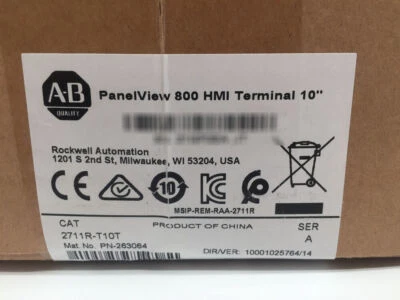 A-B
QUALITY
PanelView 800 HMI Terminal 10"
Rockwell Automation
1201 S 2nd St, Milwaukee, WI 53204, USA
CE
10
MSIP-REM-RAA-2711R
CAT
PRODUCT OF CHINA
SER
2711R-T10T
A
Mat. No. PN-263064
DIR/VER: 10001025764/14